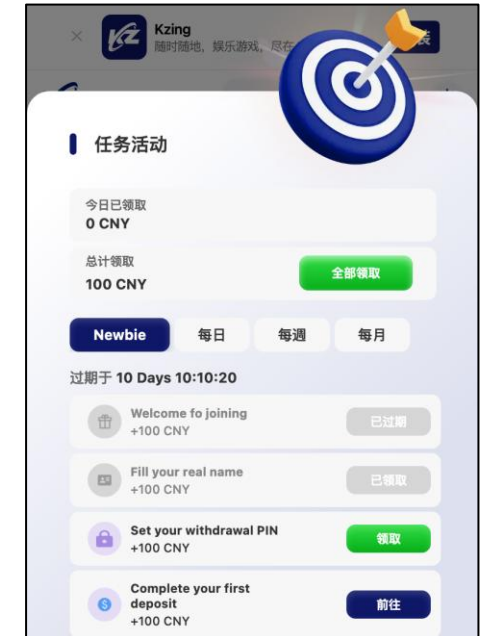 ×
KZ
Kzing
随时随地，娱乐游戏，尽在
装
任务活动
今日已领取
0 CNY
总计领取
100 CNY
全部领取
Newbie
每日
每週
每月
过期于 10 Days 10:10:20
Welcome fo joining
+100 CNY
已过期
Fill your real name
+100 CNY
已领取
Set your withdrawal PIN
+100 CNY
领取
Complete your first
deposit
+100 CNY
前往